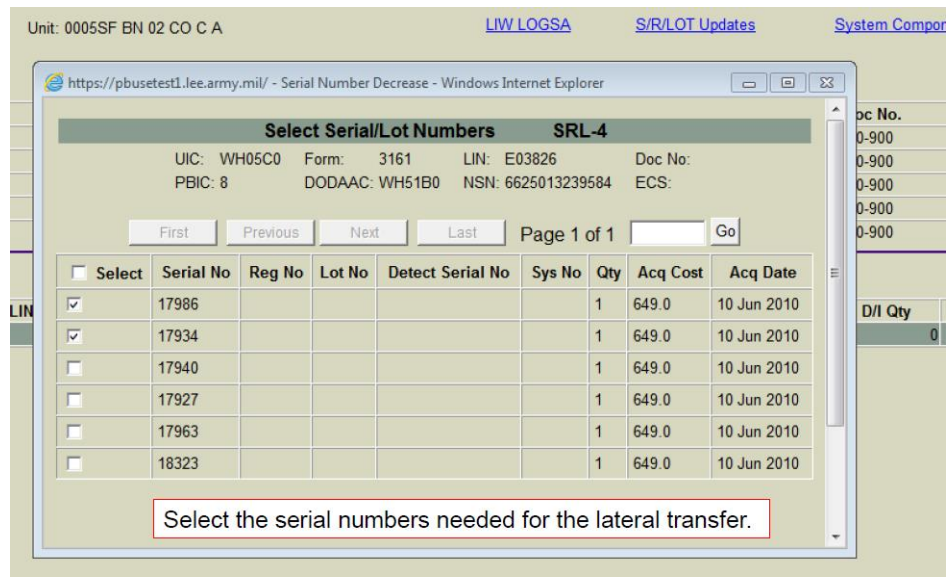 Unit: 0005SF BN 02 CO C A LIW LOGSA S/R/LOT Updates System Compor
https://pbusetest1.lee.army.mil/ - Serial Number Decrease - Windows Internet Explorer
oc No.
Select Serial/Lot Numbers SRL-4
0-900
UIC: WH05C0 Form: 3161 LIN: E03826 Doc No:
0-900
PBIC: 8 DODAAC: WH51B0 NSN: 6625013239584 ECS:
0-900
0-900
First Previous Next Last Page 1 of 1 Go
0-900
Select Serial No Reg No Lot No Detect Serial No Sys No Qty Acq Cost Acq Date
17986 1 649.0 10 Jun 2010
LIN D/I Qty
17934 1 649.0 10 Jun 2010
0
17940 1 649.0 10 Jun 2010
17927 1 649.0 10 Jun 2010
17963 1 649.0 10 Jun 2010
18323 1 649.0 10 Jun 2010
Select the serial numbers needed for the lateral transfer.